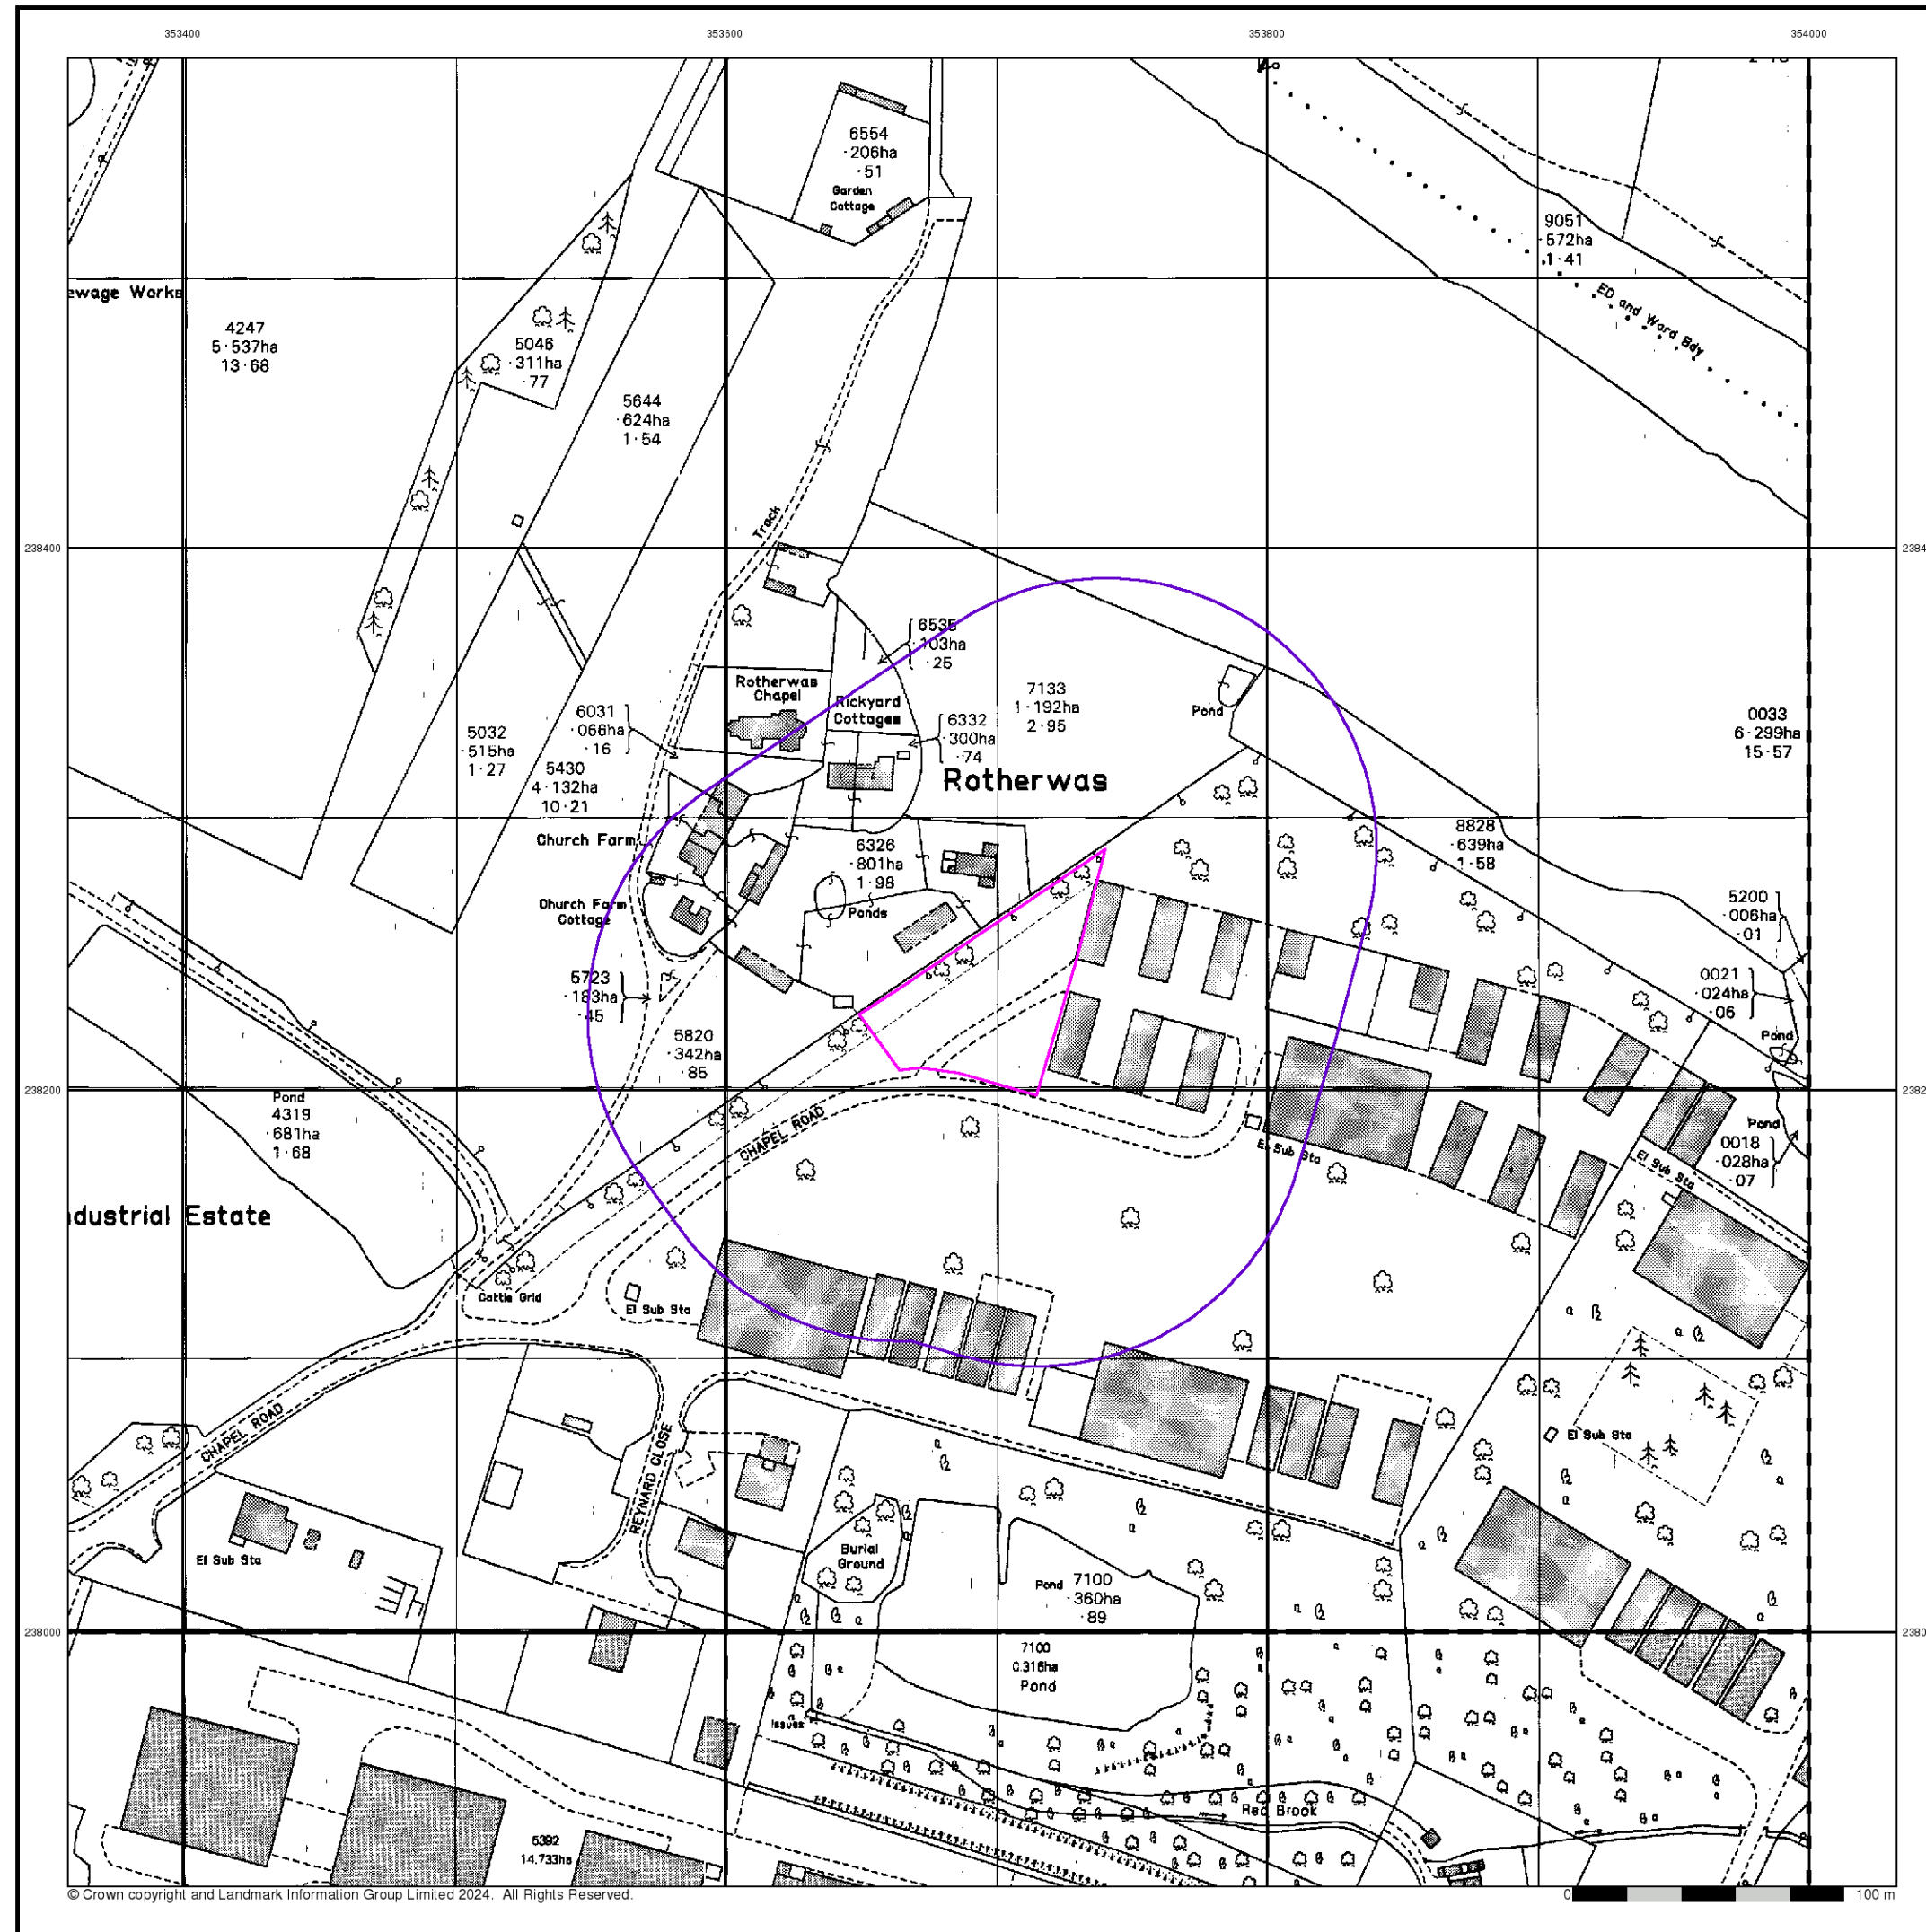 353400
353600
353800
354000
6554
·206ha
·51
Garden
Cottage
9051
·572ha
1·41
ED and Ward Bdy
ewage Works
4247
5·537ha
13·68
5046
·311ha
·77
5644
·624ha
1·54
Track
238400
2384
6535
·103ha
·25
Rotherwas
Chapel
Rickyard
Cottages
7133
1·192ha
2·95
Pond
6031
·066ha
·16
6332
·300ha
·74
0033
6·299ha
15·57
5032
·515ha
1·27
5430
4·132ha
10·21
Rotherwas
Church Farm
6326
·801ha
1·98
8828
·639ha
1·58
Church Farm
Cottage
Ponds
5200
·006ha
·01
5723
·183ha
·45
0021
·024ha
·06
5820
·342ha
·85
Pond
238200
2382
Pond
4319
·681ha
1·68
CHAPEL ROAD
El Sub Sta
Pond
0018
·028ha
·07
El Sub Sta
dustrial Estate
Cattle Grid
El Sub Sta
CHAPEL ROAD
REYNARD CLOSE
El Sub Sta
El Sub Sta
Burial
Ground
Pond
7100
·360ha
·89
238000
2380
7100
0.316ha
Pond
Issues
Red Brook
5392
14.733ha
© Crown copyright and Landmark Information Group Limited 2024. All Rights Reserved.
0
100 m